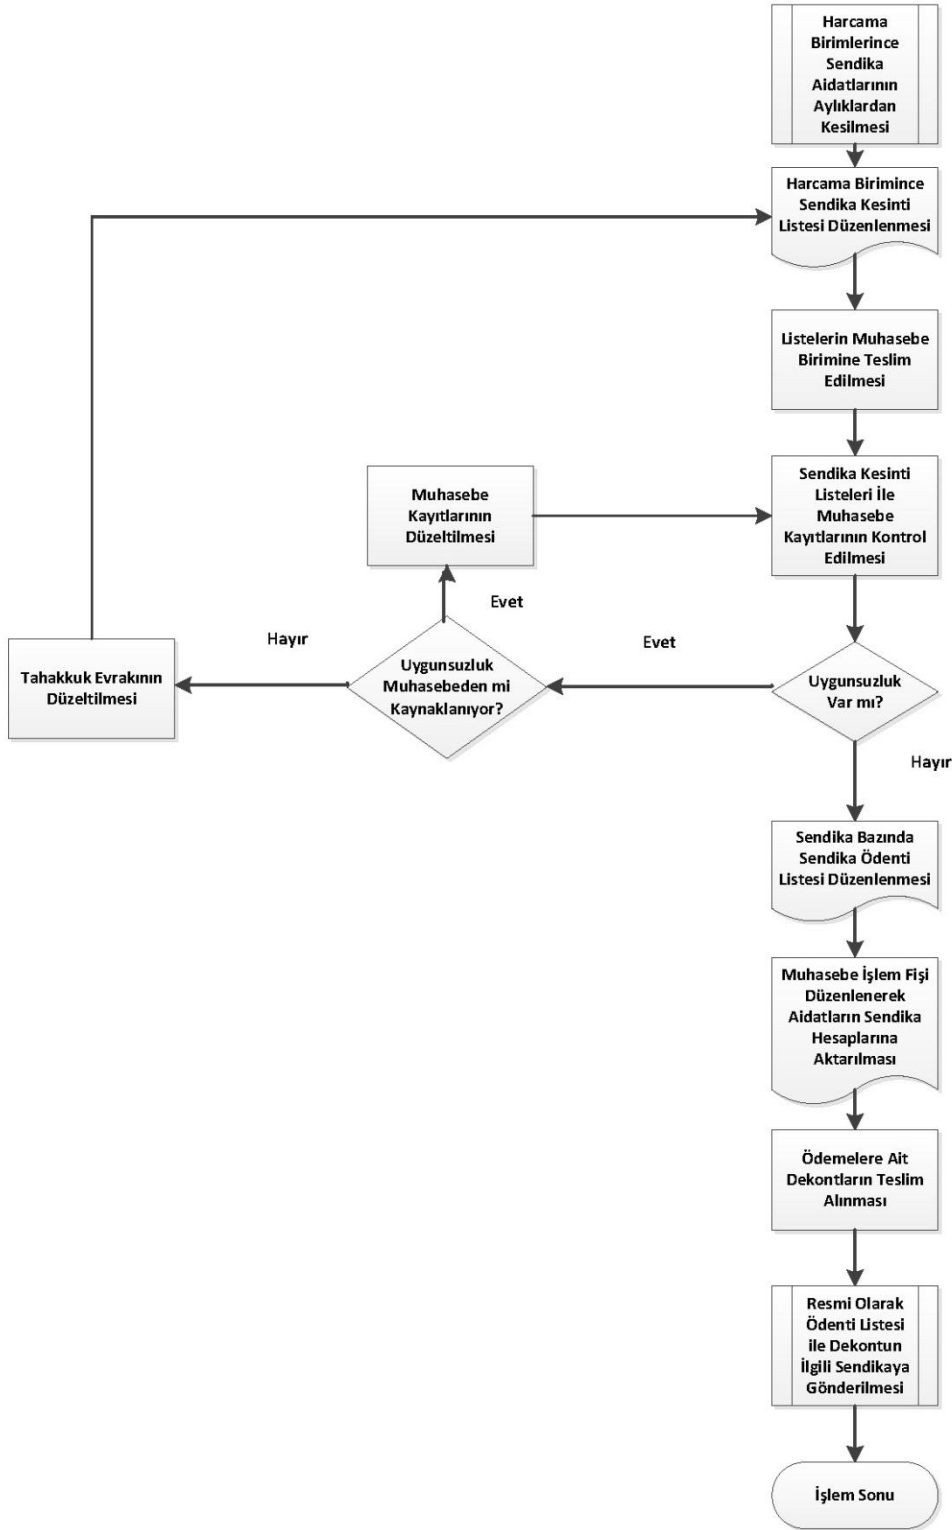 Harcama
Birimlerince
Sendika
Aidatlarının
Aylıklardan
Kesilmesi
Harcama Birimince
Sendika Kesinti
Listesi Düzenlenmesi
Listelerin Muhasebe
Birimine Teslim
Edilmesi
Sendika Kesinti
Listeleri İle
Muhasebe
Kayıtlarının Kontrol
Edilmesi
Muhasebe
Kayıtlarının
Düzeltilmesi
Evet
Hayır
Evet
Tahakkuk Evrakının
Düzeltilmesi
Uygunsuzluk
Muhasebeden mi
Kaynaklanıyor?
Uygunsuzluk
Var mı?
Hayır
Sendika Bazında
Sendika Ödenti
Listesi Düzenlenmesi
Muhasebe İşlem Fişi
Düzenlenerek
Aidatların Sendika
Hesaplarına
Aktarılması
Ödemelere Ait
Dekontların Teslim
Alınması
Resmi Olarak
Ödenti Listesi
ile Dekontun
İlgili Sendikaya
Gönderilmesi
İşlem Sonu